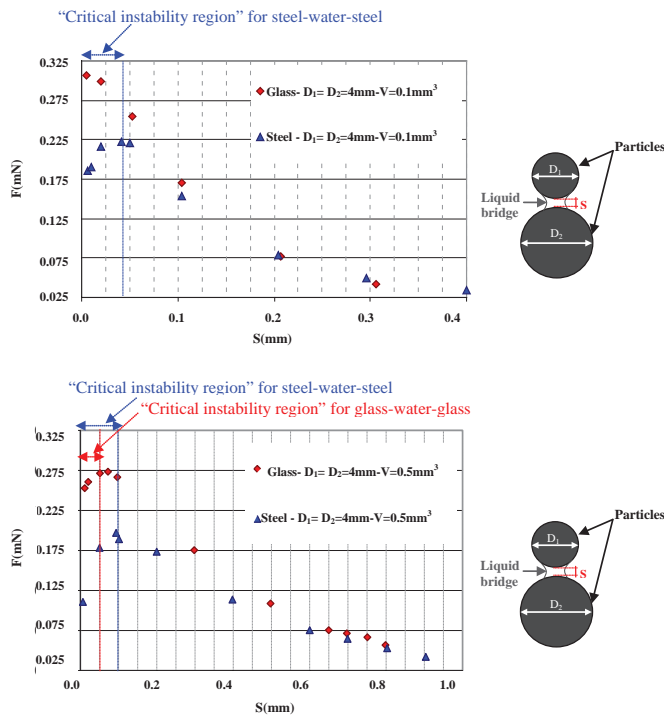 “Critical instability region” for steel-water-steel
0.325
0.275
0.225
0.175
0.125
0.075
0.025
F(mN)
Glass- D₁= D₂=4mm-V=0.1mm³
Steel - D₁= D₂=4mm-V=0.1mm³
0.0 0.1 0.2 0.3 0.4
S(mm)
Particles
D₁
Liquid
bridge
S
D₂
“Critical instability region” for steel-water-steel
“Critical instability region” for glass-water-glass
0.325
0.275
0.225
0.175
0.125
0.075
0.025
F(mN)
Glass- D₁= D₂=4mm-V=0.5mm³
Steel - D₁= D₂=4mm-V=0.5mm³
0.0 0.2 0.4 0.6 0.8 1.0
S(mm)
Particles
D₁
Liquid
bridge
S
D₂